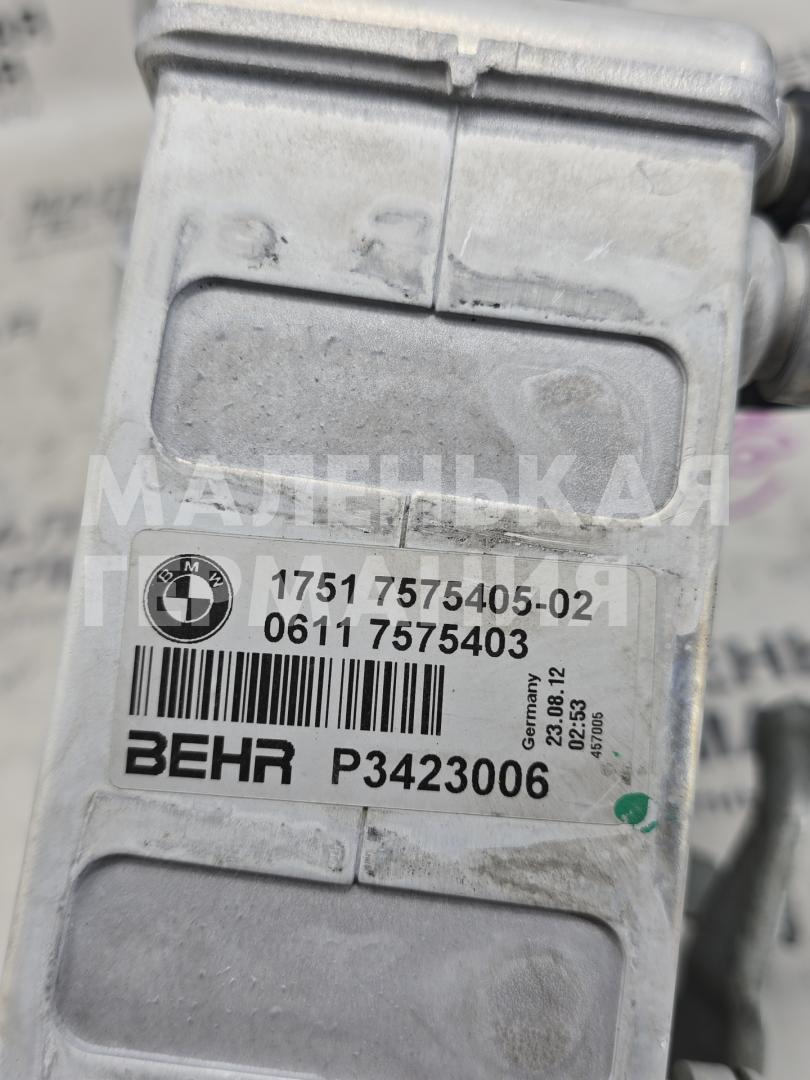 МАЛЕНЬКАЯ
ГЕРМАНИЯ
BMW
1751 7575405-02
0611 7575403
Germany
23.08.12
02:53
457005
BEHR P3423006